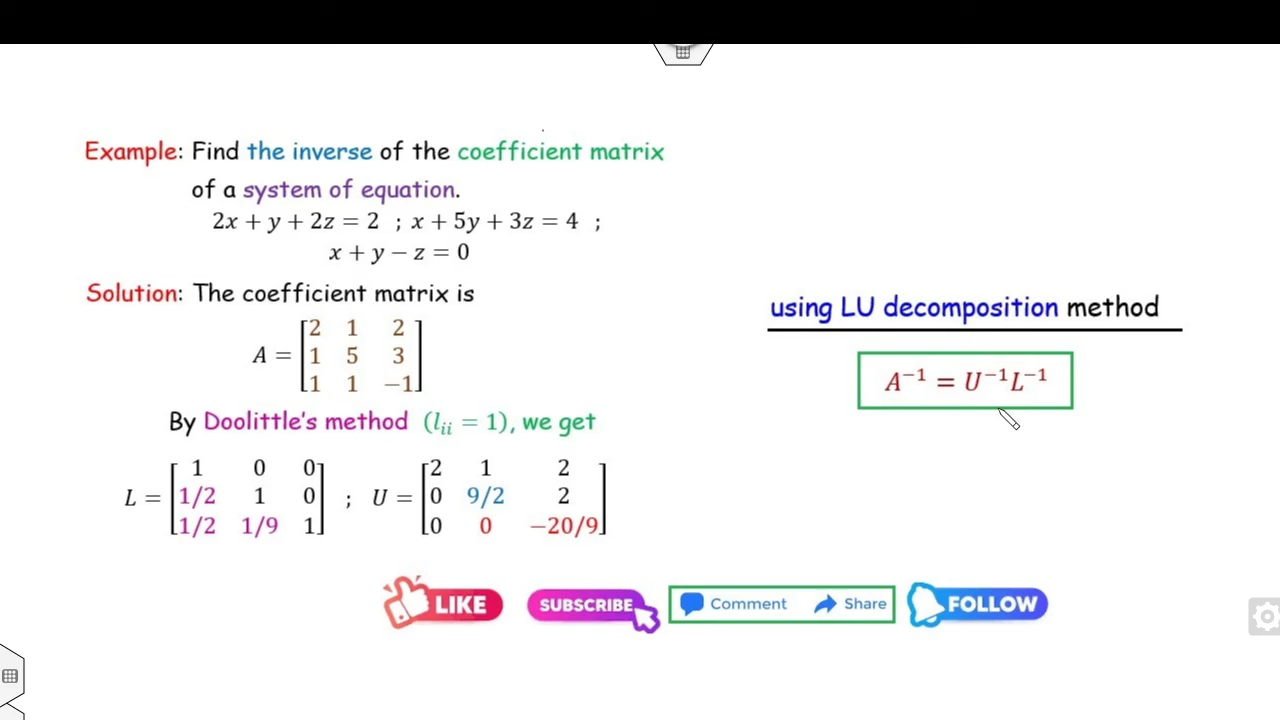 Example: Find the inverse of the coefficient matrix
of a system of equation.
2x + y + 2z = 2 ; x + 5y + 3z = 4 ;
x + y − z = 0
Solution: The coefficient matrix is
A = [2 1 2
1 5 3
1 1 −1]
By Doolittle's method (l_ii = 1), we get
L = [1 0 0
1/2 1 0
1/2 1/9 1] ; U = [2 1 2
0 9/2 2
0 0 −20/9]
using LU decomposition method
A⁻¹ = U⁻¹L⁻¹
LIKE SUBSCRIBE Comment Share FOLLOW